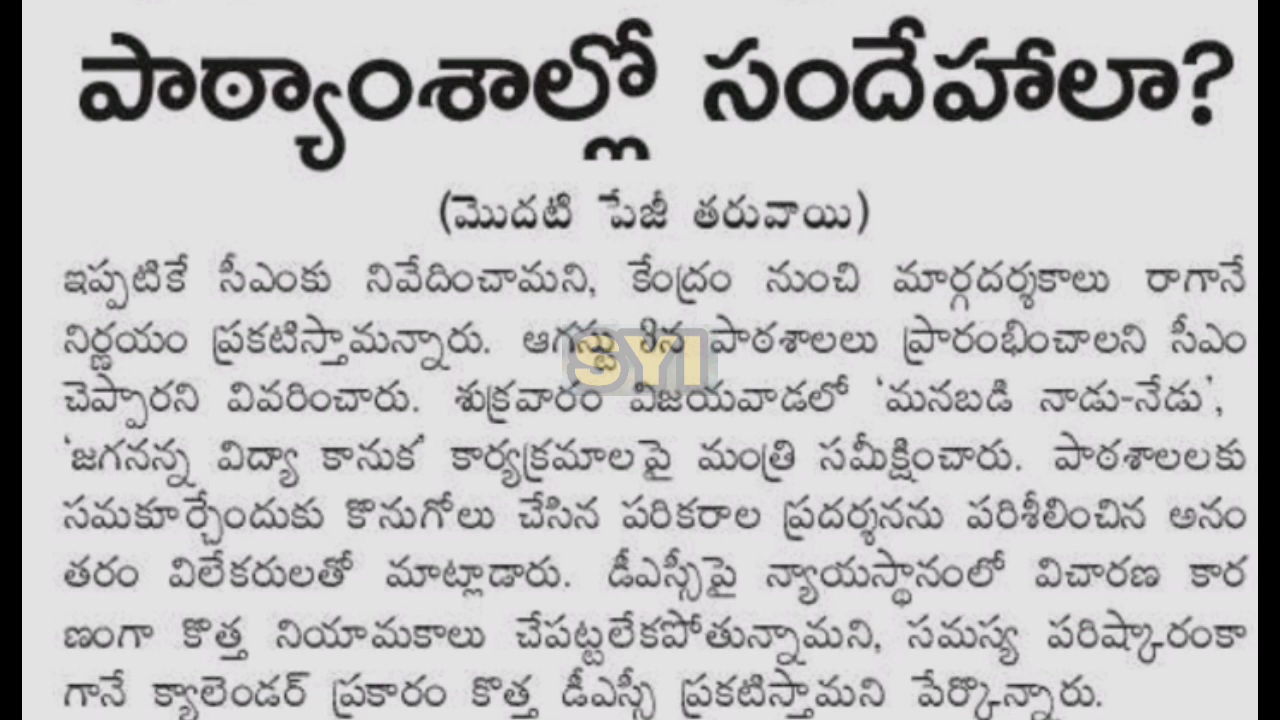 పాఠ్యాంశాల్లో సందేహాలా?
(మొదటి పేజీ తరువాయి)
ఇప్పటికే సీఎంకు నివేదించామని, కేంద్రం నుంచి మార్గదర్శకాలు రాగానే
నిర్ణయం ప్రకటిస్తామన్నారు. ఆగస్టు పాఠశాలలు ప్రారంభించాలని సీఎం
SYI
చెప్పారని వివరించారు. శుక్రవారం విజయవాడలో ‘మనబడి నాడు-నేడు’,
‘జగనన్న విద్యా కానుక’ కార్యక్రమాలపై మంత్రి సమీక్షించారు. పాఠశాలలకు
సమకూర్చేందుకు కొనుగోలు చేసిన పరికరాల ప్రదర్శనను పరిశీలించిన అనం
తరం విలేకరులతో మాట్లాడారు. డీఎస్సీపై న్యాయస్థానంలో విచారణ కార
ణంగా కొత్త నియామకాలు చేపట్టలేకపోతున్నామని, సమస్య పరిష్కారంకా
గానే క్యాలెండర్ ప్రకారం కొత్త డీఎస్సీ ప్రకటిస్తామని పేర్కొన్నారు.